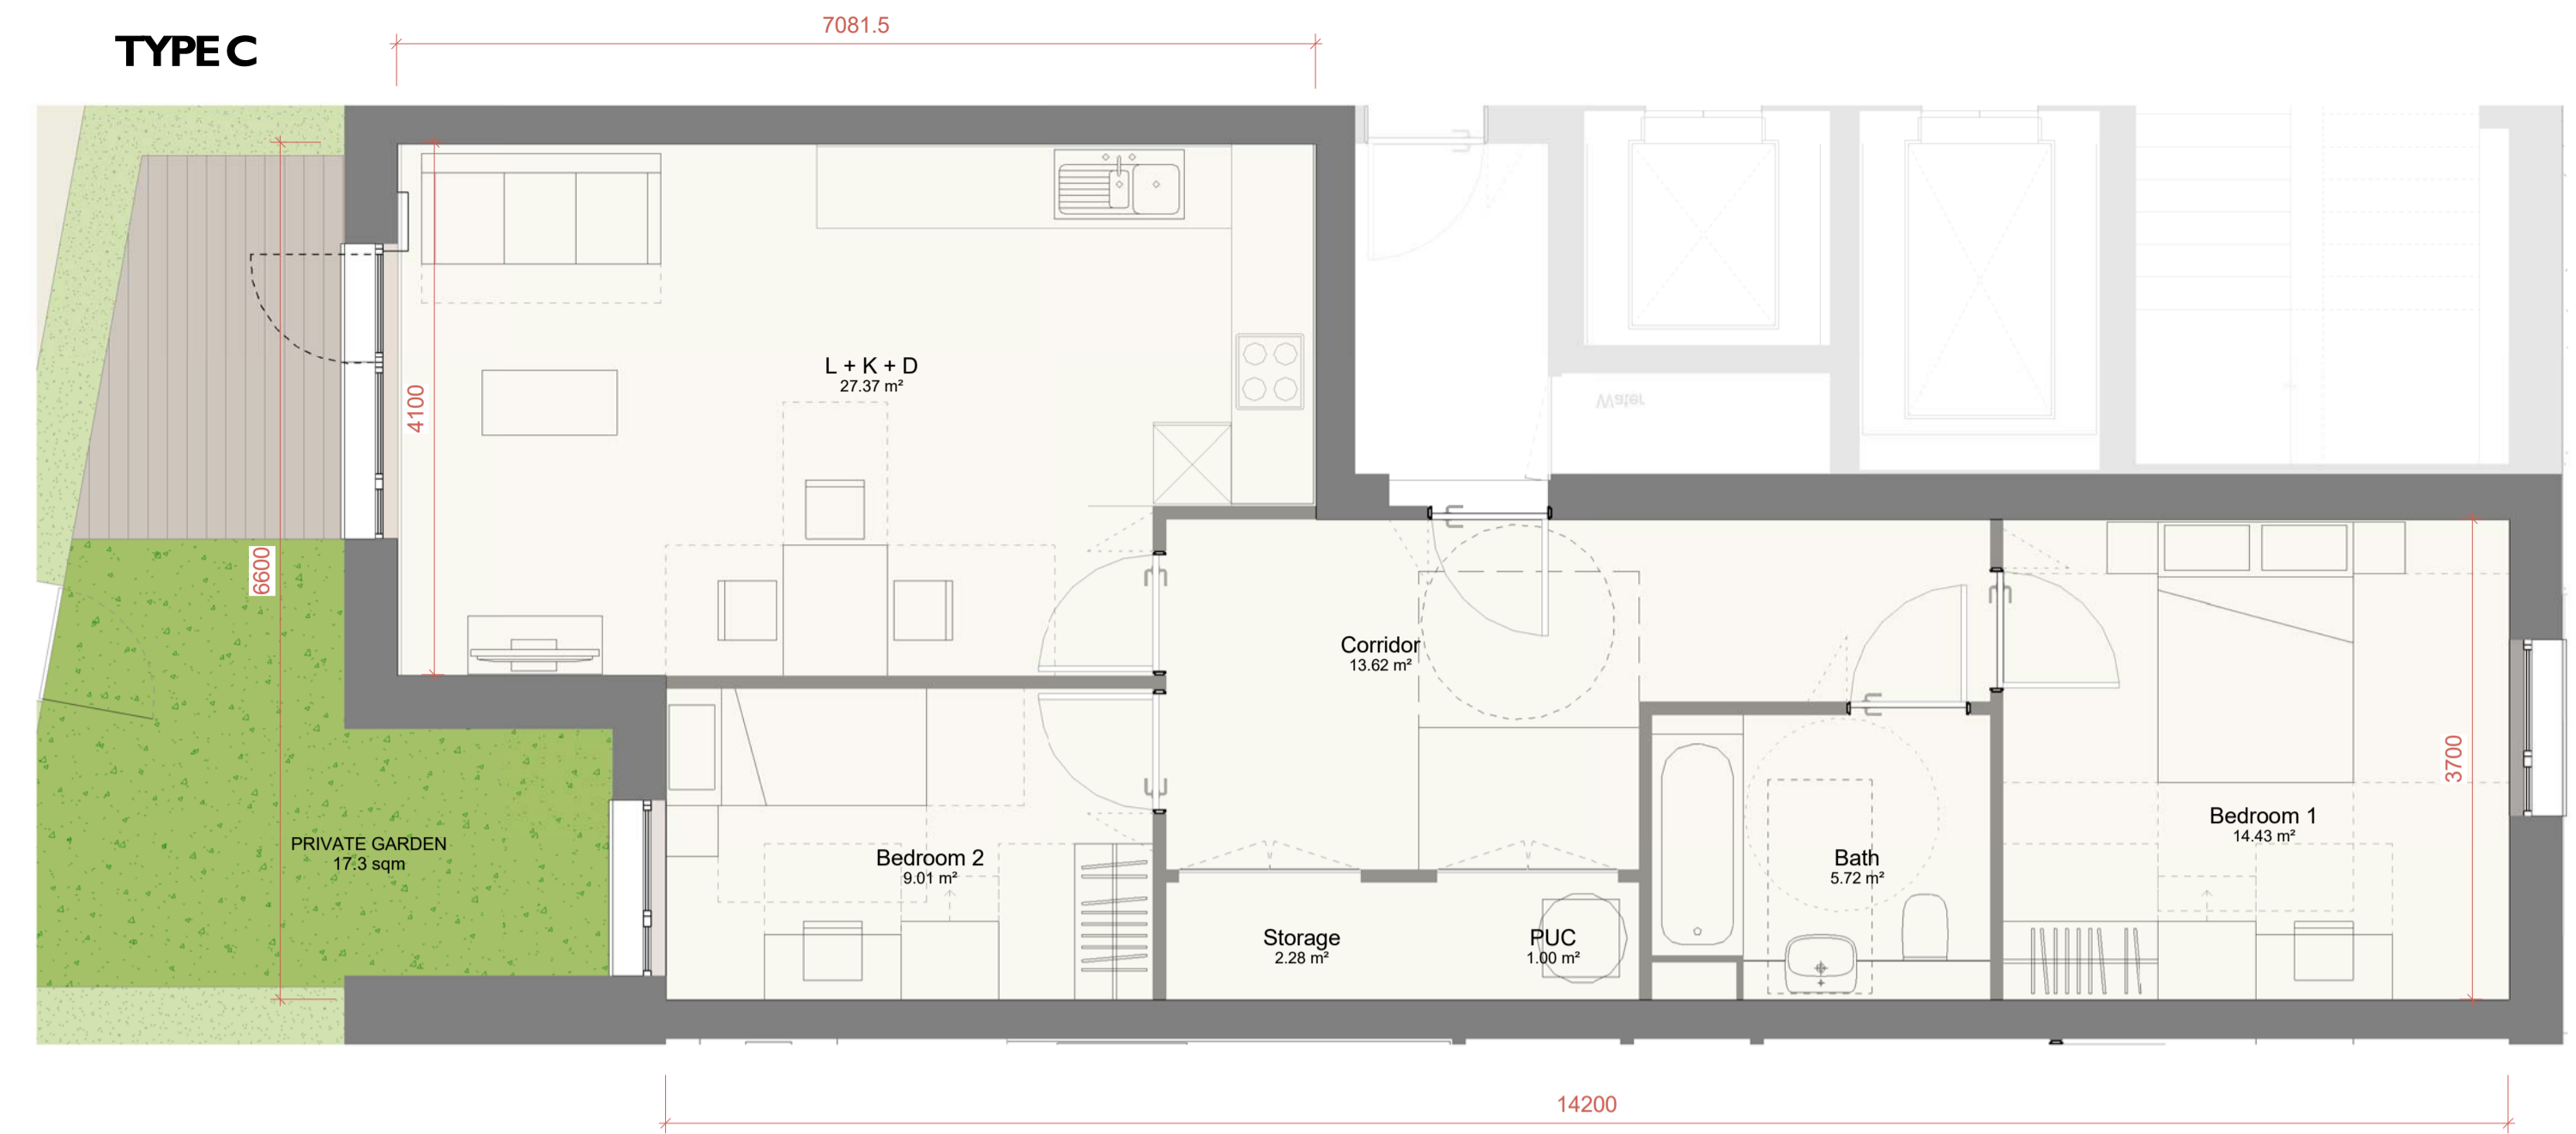 TYPE C
7081.5
L + K + D
27.37 m²
4100
Water
6600
Corridor
13.62 m²
3700
PRIVATE GARDEN
17.3 sqm
Bedroom 2
9.01 m²
Bath
5.72 m²
Bedroom 1
14.43 m²
Storage
2.28 m²
PUC
1.00 m²
14200